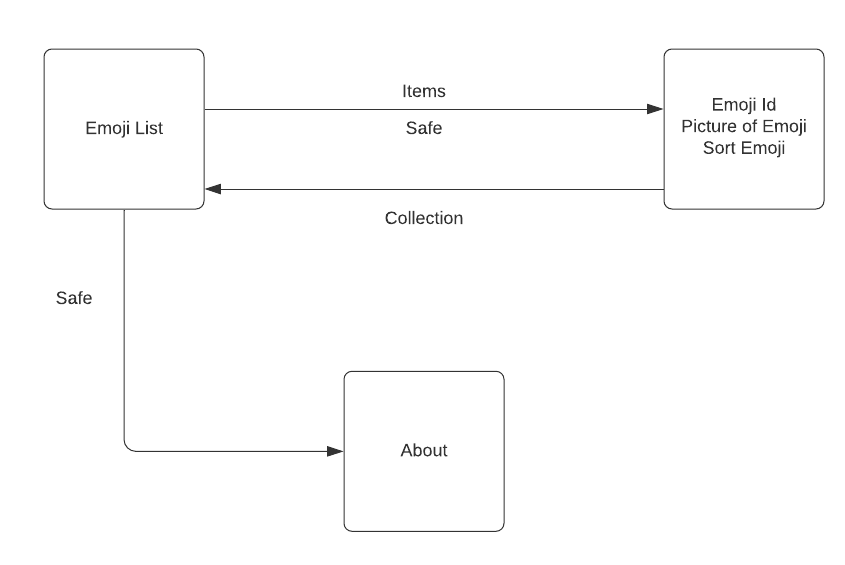 Items
Emoji List
Safe
Emoji Id
Picture of Emoji
Sort Emoji
Collection
Safe
About